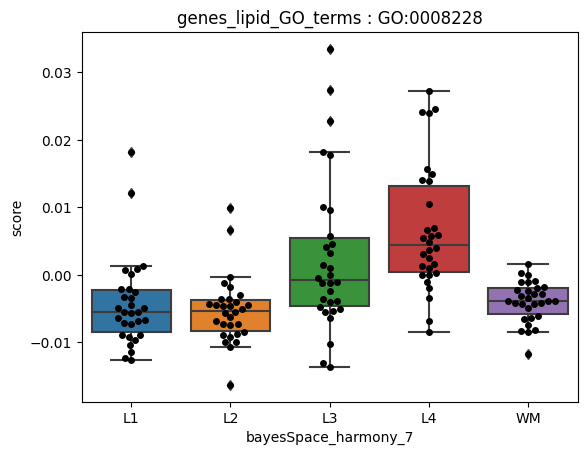 genes_lipid_GO_terms : GO:0008228
score
0.03
0.02
0.01
0.00
−0.01
L1 L2 L3 L4 WM
bayesSpace_harmony_7